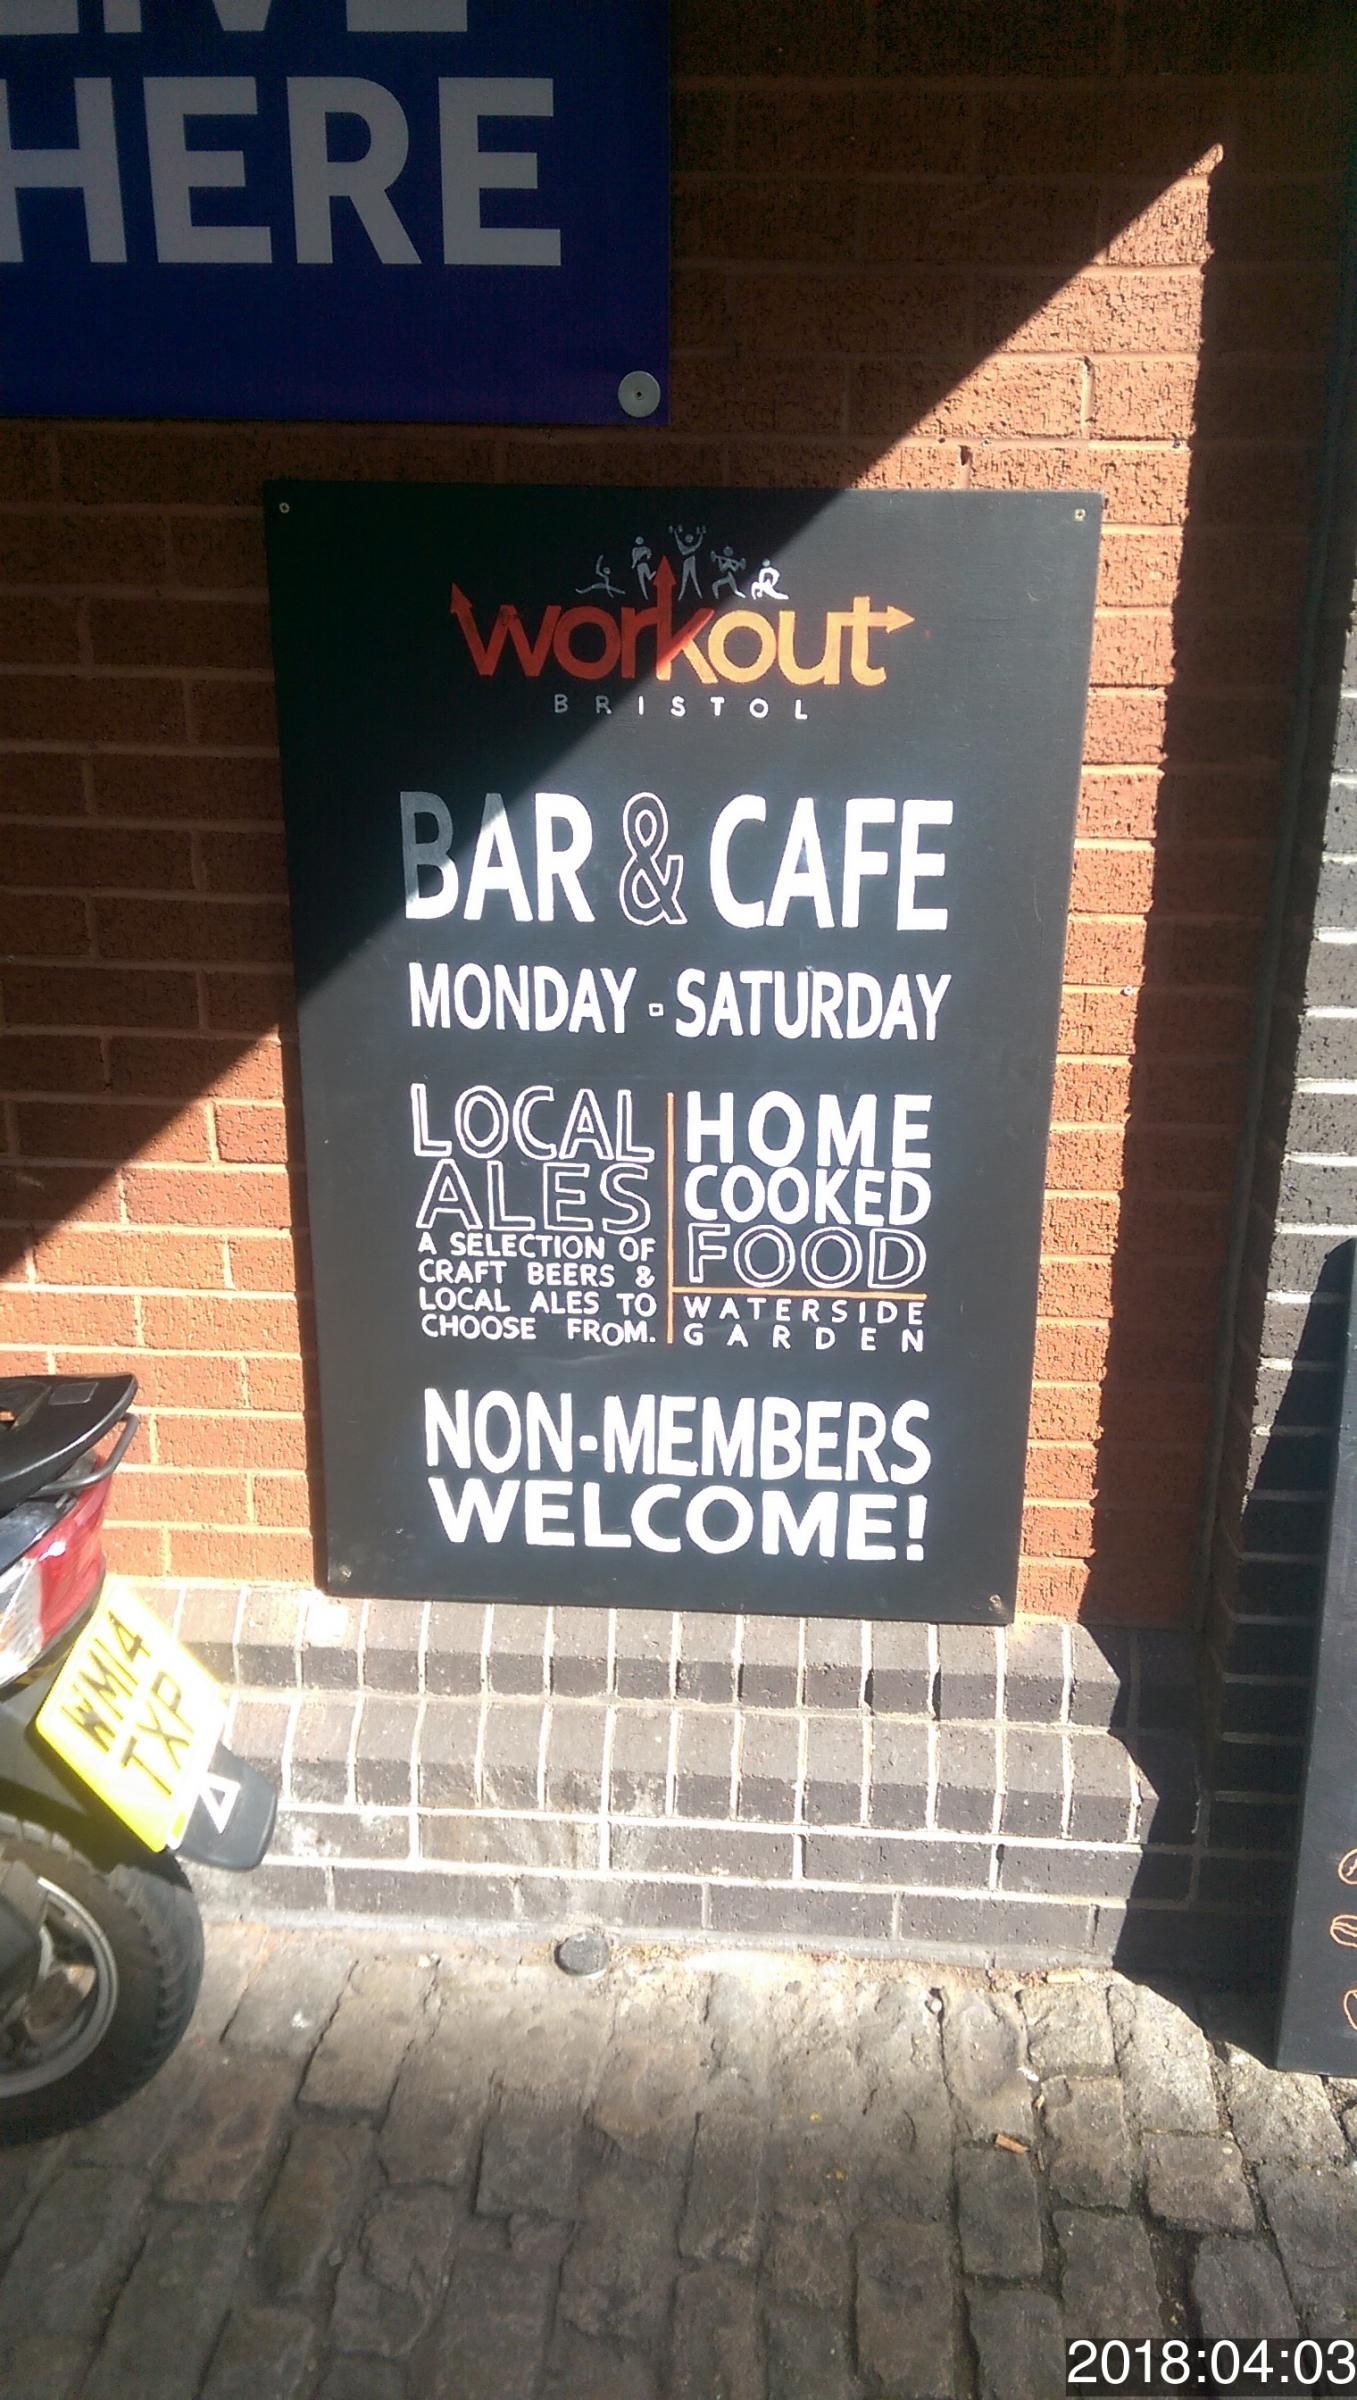 HERE
workout
BRISTOL
BAR & CAFE
MONDAY - SATURDAY
LOCAL
ALES
A SELECTION OF
CRAFT BEERS &
LOCAL ALES TO
CHOOSE FROM.
HOME
COOKED
FOOD
WATERSIDE
GARDEN
NON-MEMBERS
WELCOME!
WM14
TXP
2018:04:03